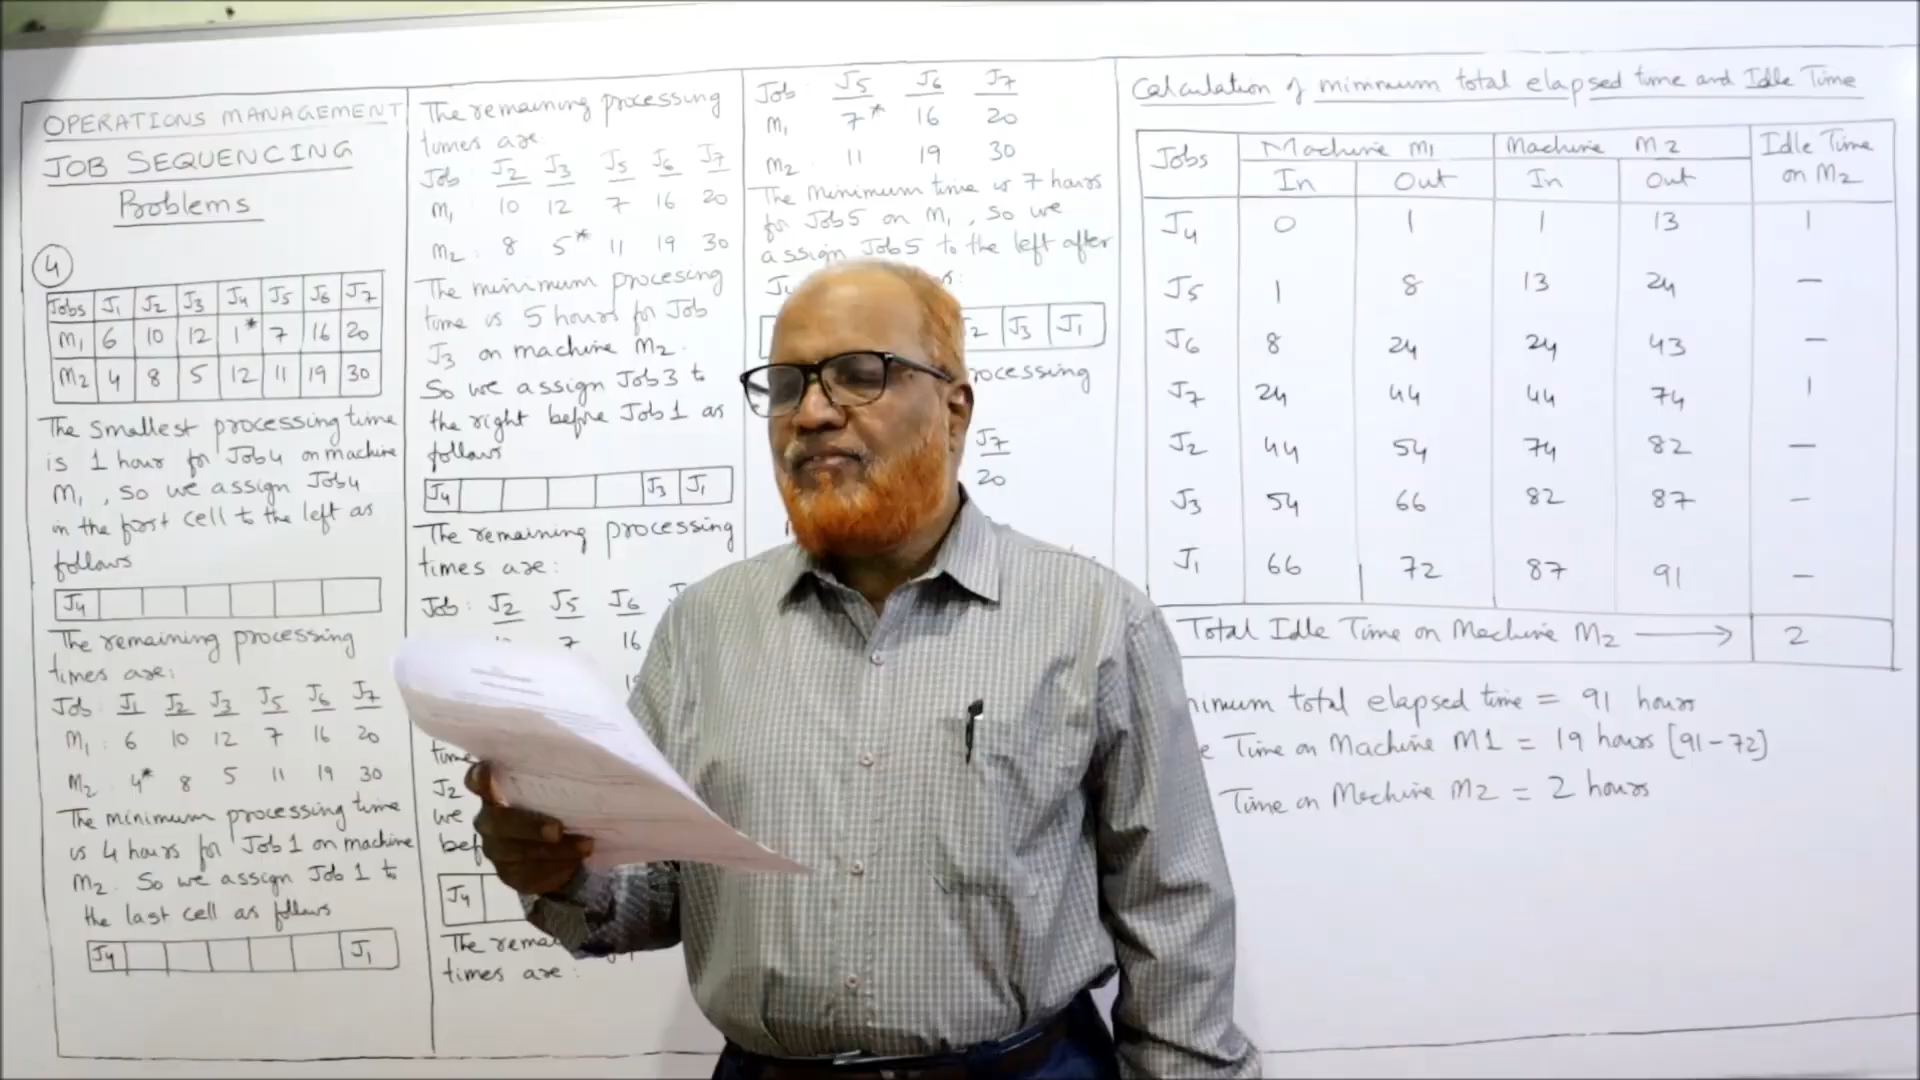 OPERATIONS MANAGEMENT
JOB SEQUENCING
Problems
4
Jobs J1 J2 J3 J4 J5 J6 J7
M1 6 10 12 1* 7 16 20
M2 4 8 5 12 11 19 30
The smallest processing time
is 1 hour for Job4 on machine
M1, so we assign Job4
in the first cell to the left as
follows
J4
The remaining processing
times are:
Job: J1 J2 J3 J5 J6 J7
M1: 6 10 12 7 16 20
M2: 4* 8 5 11 19 30
The minimum processing time
is 4 hours for Job1 on machine
M2. So we assign Job 1 to
the last cell as follows
J4 J1
The remaining processing
times are:
Job J2 J3 J5 J6 J7
M1 10 12 7 16 20
M2: 8 5* 11 19 30
The minimum procesing
time is 5 hours for Job
J3 on machine M2.
So we assign Job3 to
the right before Job1 as
follows
J4 J3 J1
The remaining processing
times are:
Job: J2 J5 J6
7 16
time
J2
we
bef
J4
The remai
times are:
Job: J5 J6 J7
M1 7* 16 20
M2 11 19 30
The minimum time is 7 hours
for Job5 on M1, so we
assign Job5 to the left after
J3 J1
rocessing
J7
20
Calculation of minimum total elapsed time and Idle Time
Jobs Machine M1 Machine M2 Idle Time on M2
In Out In Out
J4 0 1 1 13 1
J5 1 8 13 24 —
J6 8 24 24 43 —
J7 24 44 44 74 1
J2 44 54 74 82 —
J3 54 66 82 87 —
J1 66 72 87 91 —
Total Idle Time on Machine M2 → 2
nimum total elapsed time = 91 hours
e Time on Machine M1 = 19 hours [91-72]
Time on Machine M2 = 2 hours